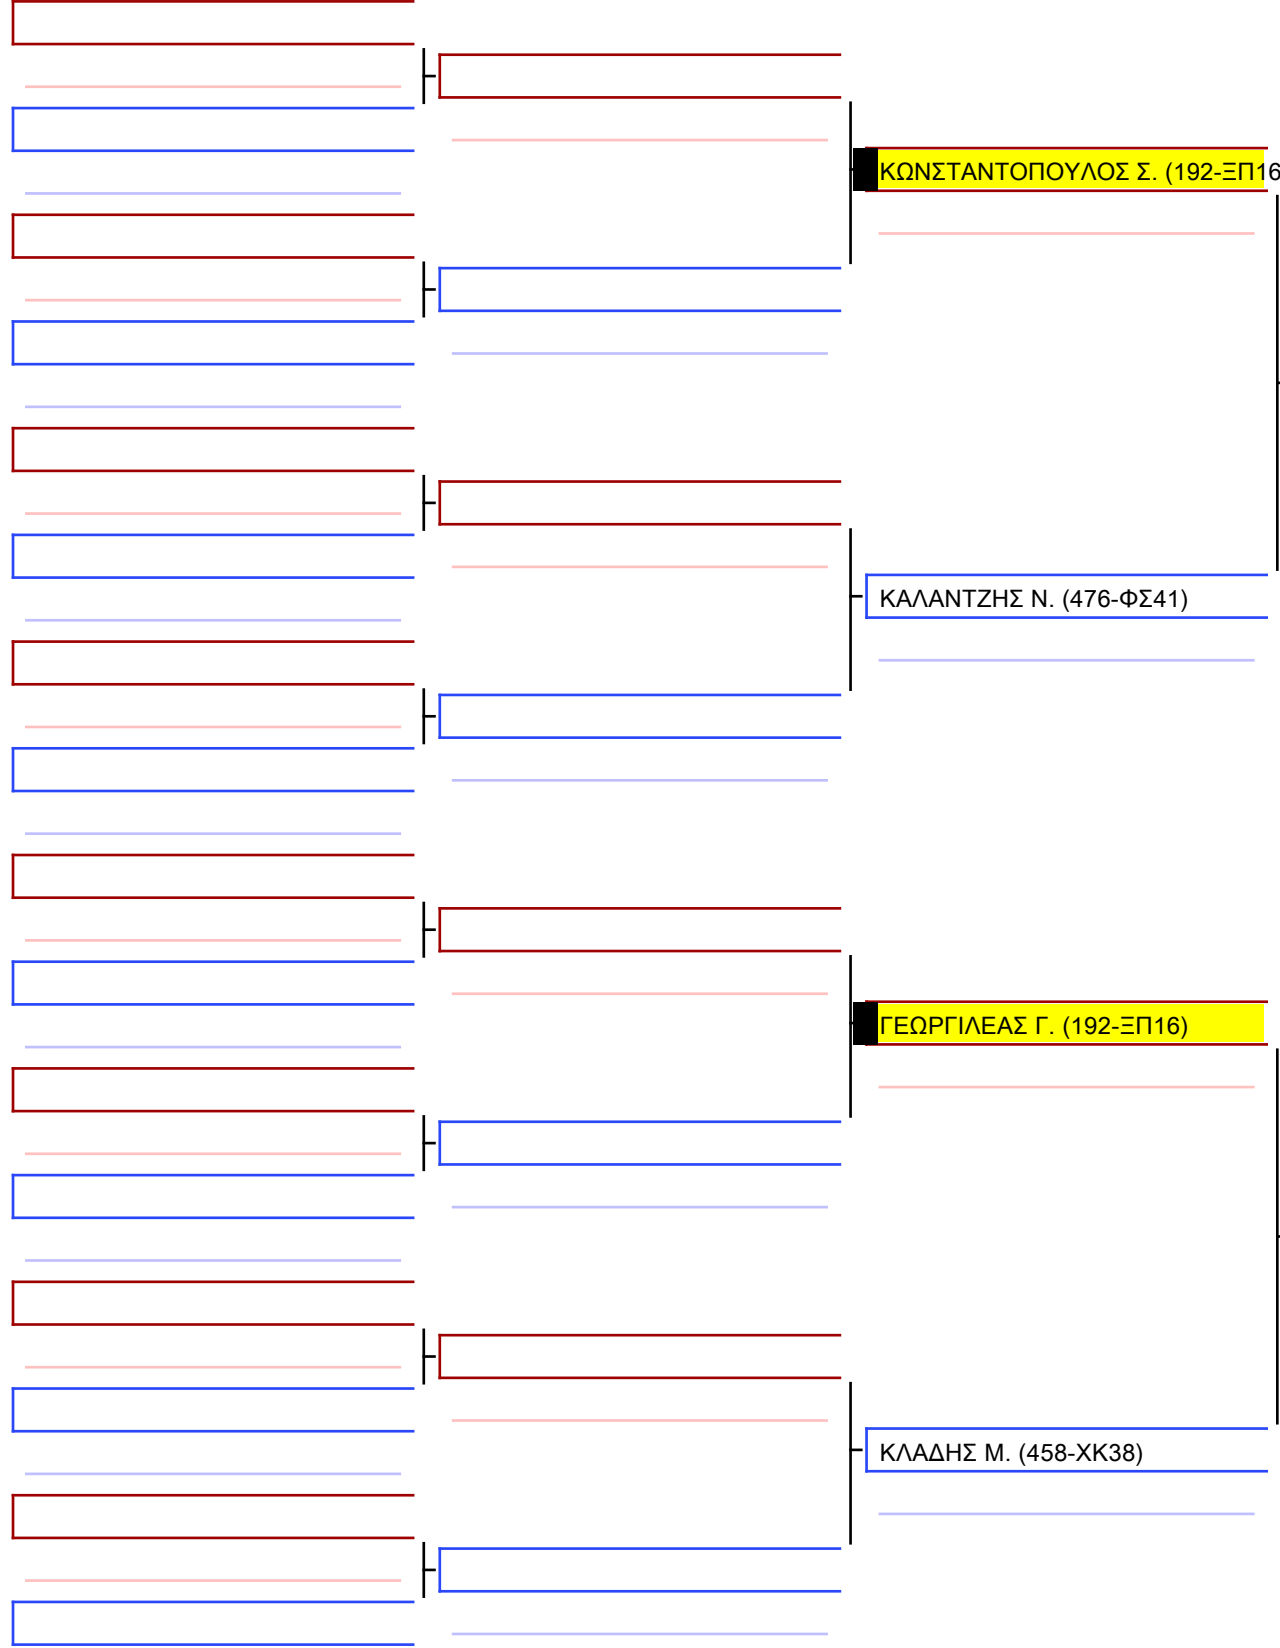 ΚΩΝΣΤΑΝΤΟΠΟΥΛΟΣ Σ. (192-ΞΠ16
ΚΑΛΑΝΤΖΗΣ Ν. (476-ΦΣ41)
ΓΕΩΡΓΙΛΕΑΣ Γ. (192-ΞΠ16)
ΚΛΑΔΗΣ Μ. (458-ΧΚ38)